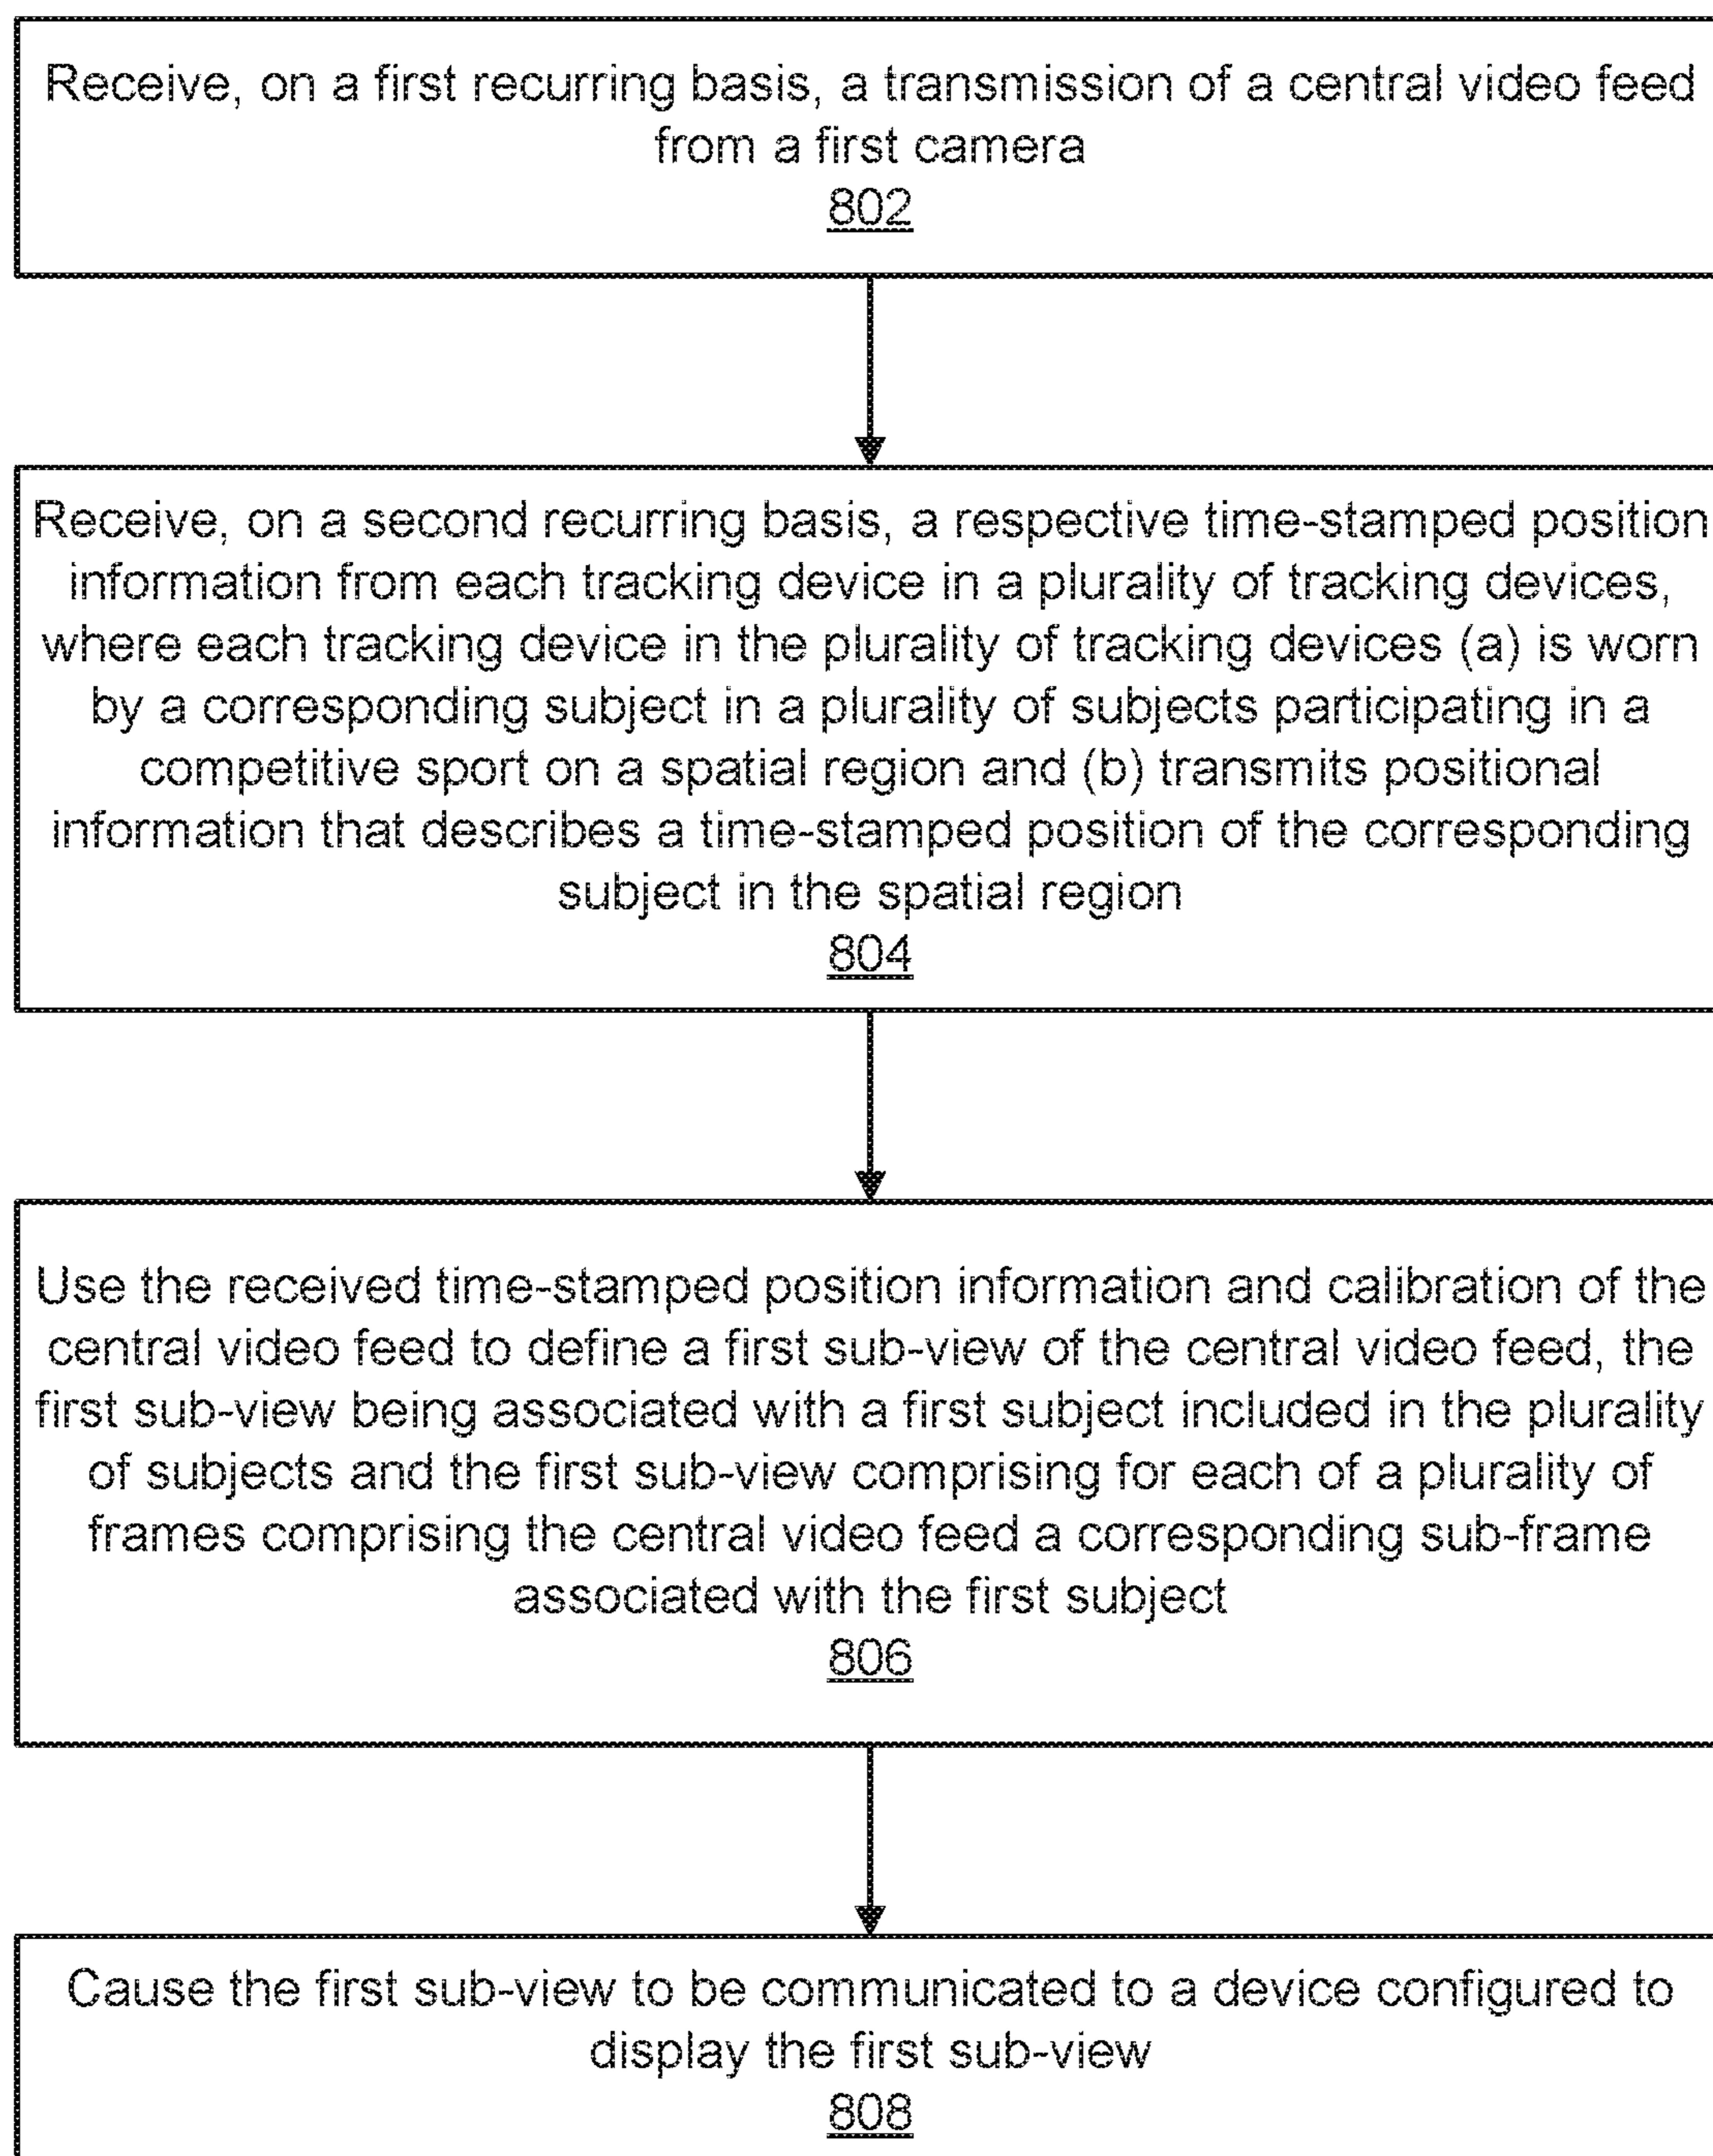 Receive, on a first recurring basis, a transmission of a central video feed
from a first camera
802
Receive, on a second recurring basis, a respective time-stamped position
information from each tracking device in a plurality of tracking devices,
where each tracking device in the plurality of tracking devices (a) is worn
by a corresponding subject in a plurality of subjects participating in a
competitive sport on a spatial region and (b) transmits positional
information that describes a time-stamped position of the corresponding
subject in the spatial region
804
Use the received time-stamped position information and calibration of the
central video feed to define a first sub-view of the central video feed, the
first sub-view being associated with a first subject included in the plurality
of subjects and the first sub-view comprising for each of a plurality of
frames comprising the central video feed a corresponding sub-frame
associated with the first subject
806
Cause the first sub-view to be communicated to a device configured to
display the first sub-view
808